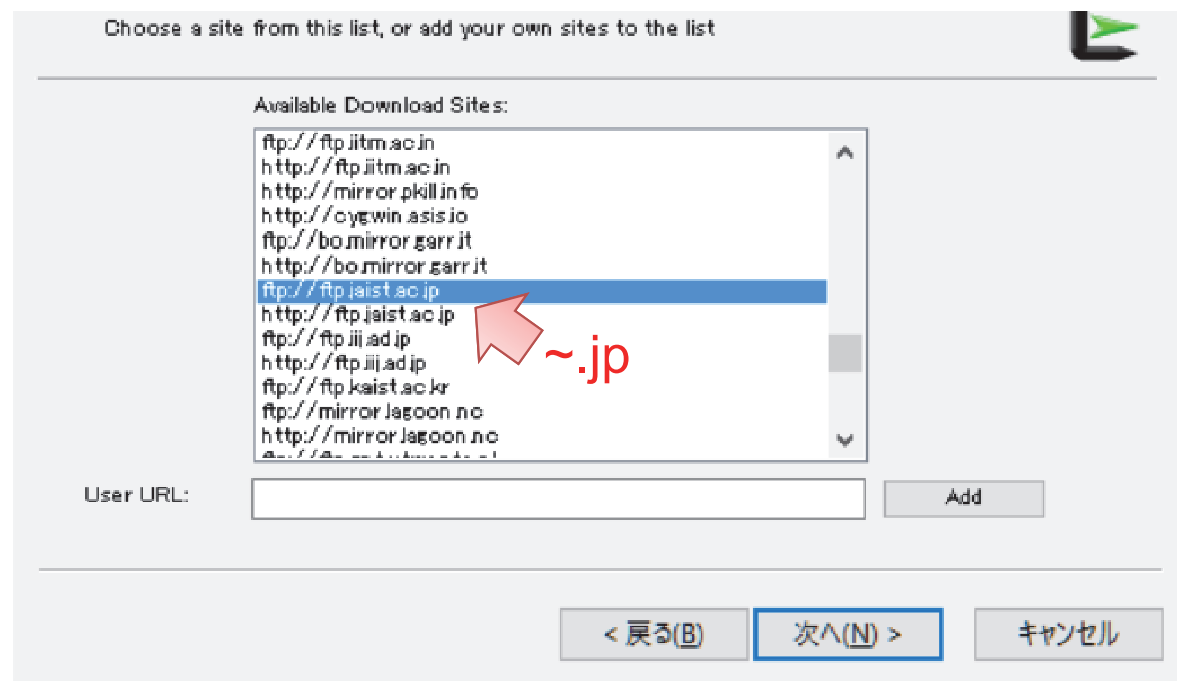 Choose a site from this list, or add your own sites to the list
Available Download Sites:
ftp://ftp.iitm.ac.in
http://ftp.iitm.ac.in
http://mirror.pkill.info
http://cygwin.asis.io
ftp://bo.mirror.garr.it
http://bo.mirror.garr.it
ftp://ftp.jaist.ac.jp
http://ftp.jaist.ac.jp
ftp://ftp.iij.ad.jp
http://ftp.iij.ad.jp
~.jp
ftp://ftp.kaist.ac.kr
ftp://mirror.lagoon.nc
http://mirror.lagoon.nc
User URL:
Add
< 戻る(B)
次へ(N) >
キャンセル